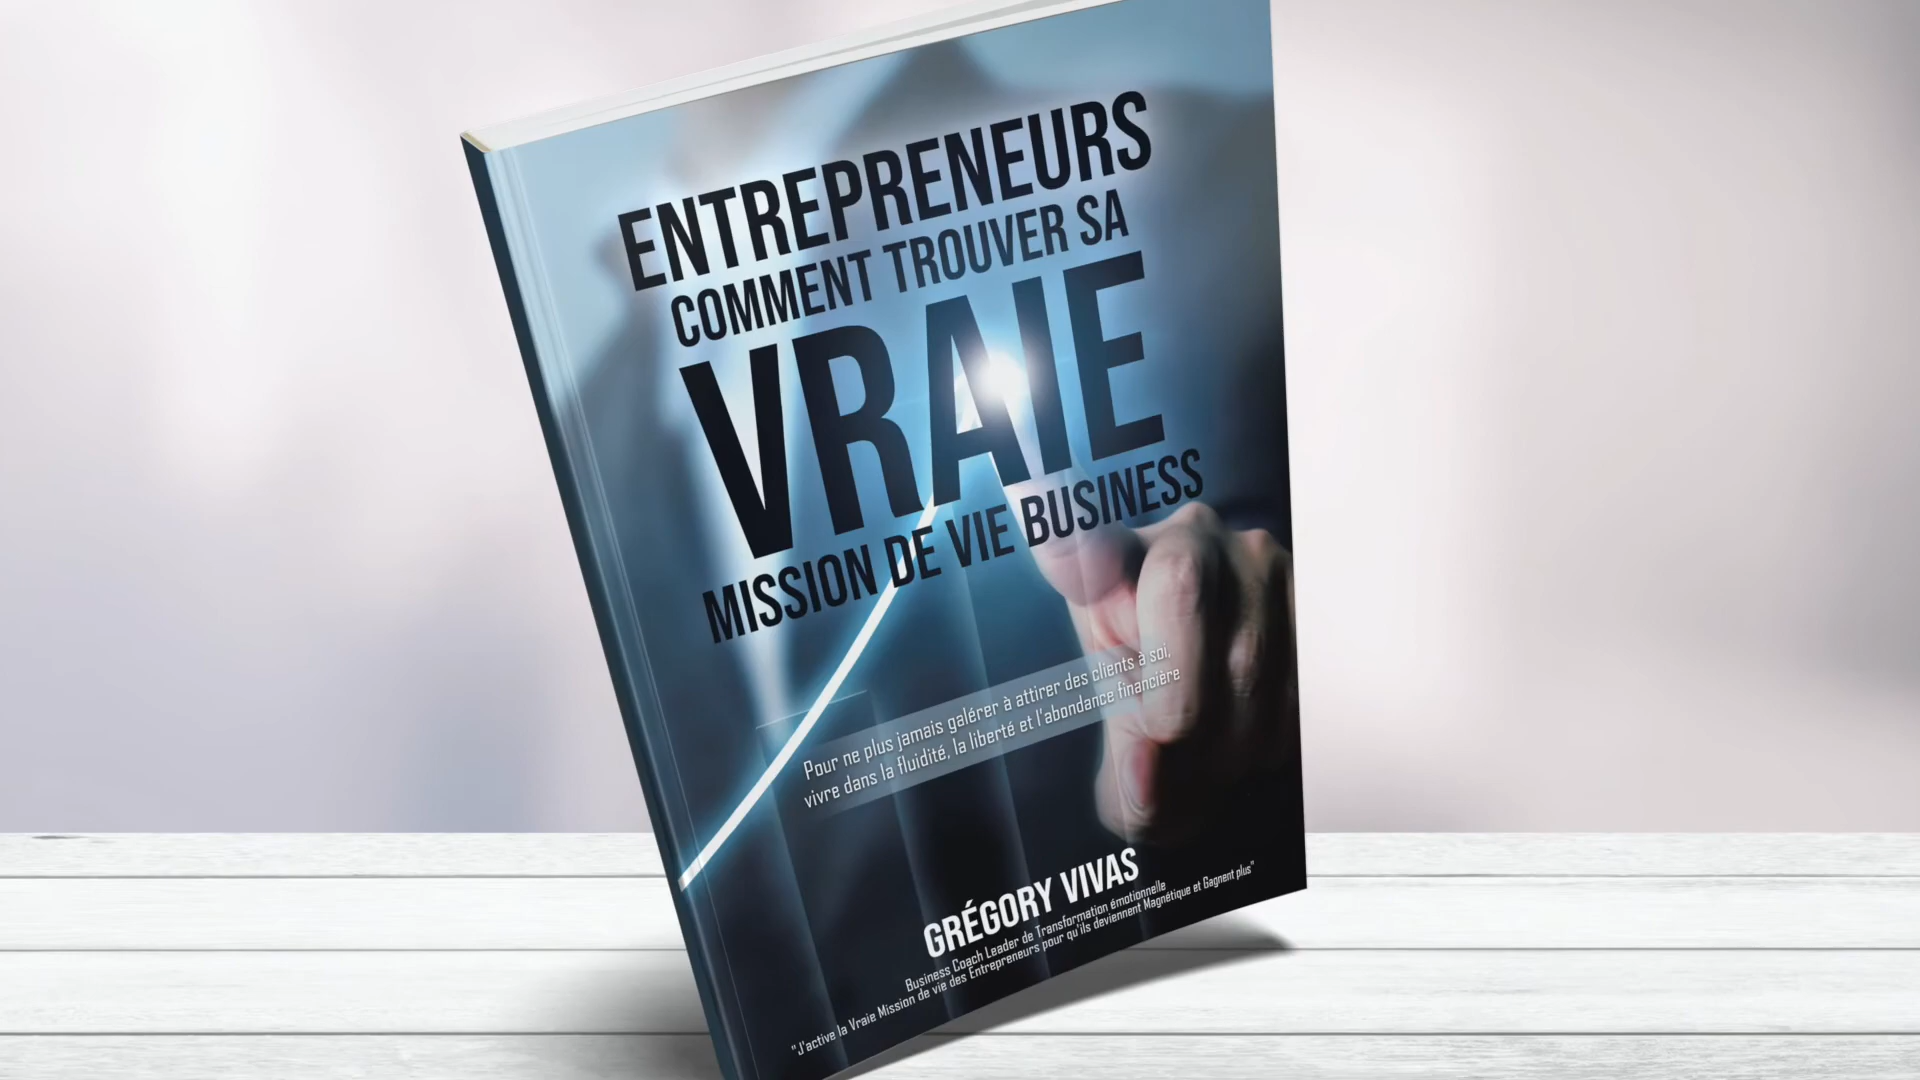 ENTREPRENEURS
COMMENT TROUVER SA
VRAIE
MISSION DE VIE BUSINESS
Pour ne plus jamais galérer à attirer des clients à soi,
vivre dans la fluidité, la liberté et l'abondance financière
GRÉGORY VIVAS
Business Coach Leader de Transformation émotionnelle
"J'active la Vraie Mission de vie des Entrepreneurs pour qu'ils deviennent Magnétique et Gagnent plus"